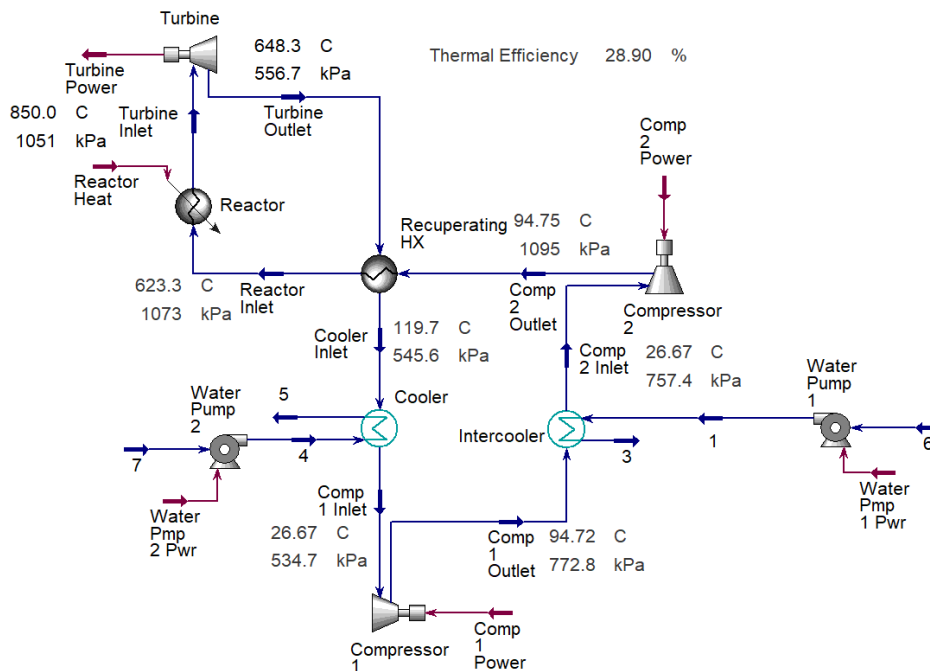 Turbine
648.3 C
556.7 kPa
Thermal Efficiency 28.90 %
Turbine
Power
850.0 C
1051 kPa
Turbine
Inlet
Turbine
Outlet
Comp
2
Power
Reactor
Heat
Reactor
Recuperating
HX
94.75 C
1095 kPa
623.3 C
1073 kPa
Reactor
Inlet
Comp
2
Outlet
Compressor
2
Cooler
Inlet
119.7 C
545.6 kPa
Comp
2 Inlet
26.67 C
757.4 kPa
Water
Pump
2
5
Cooler
Water
Pump
1
Intercooler
7
4
3
1
6
Water
Pmp
2 Pwr
Comp
1 Inlet
26.67 C
534.7 kPa
Comp
1
Outlet
94.72 C
772.8 kPa
Water
Pmp
1 Pwr
Compressor
1
Comp
1
Power